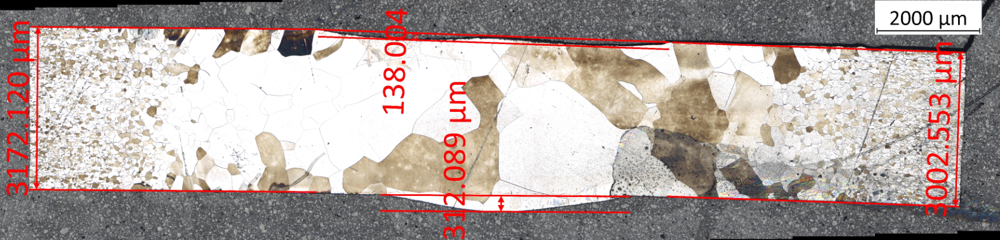 2000 µm
3172.120 µm
138.004
312.089 µm
3002.553 µm